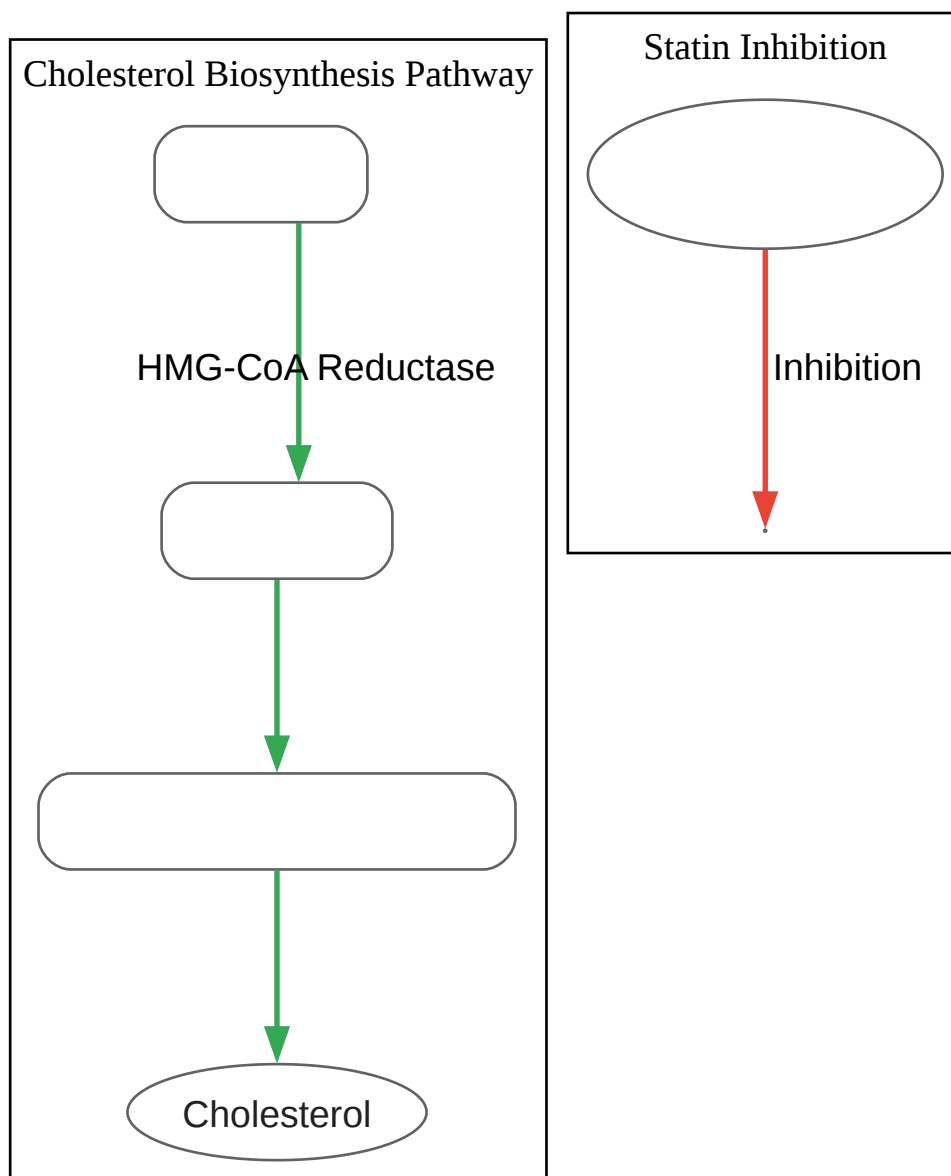 Cholesterol Biosynthesis Pathway
HMG-CoA Reductase
Cholesterol
Statin Inhibition
Inhibition